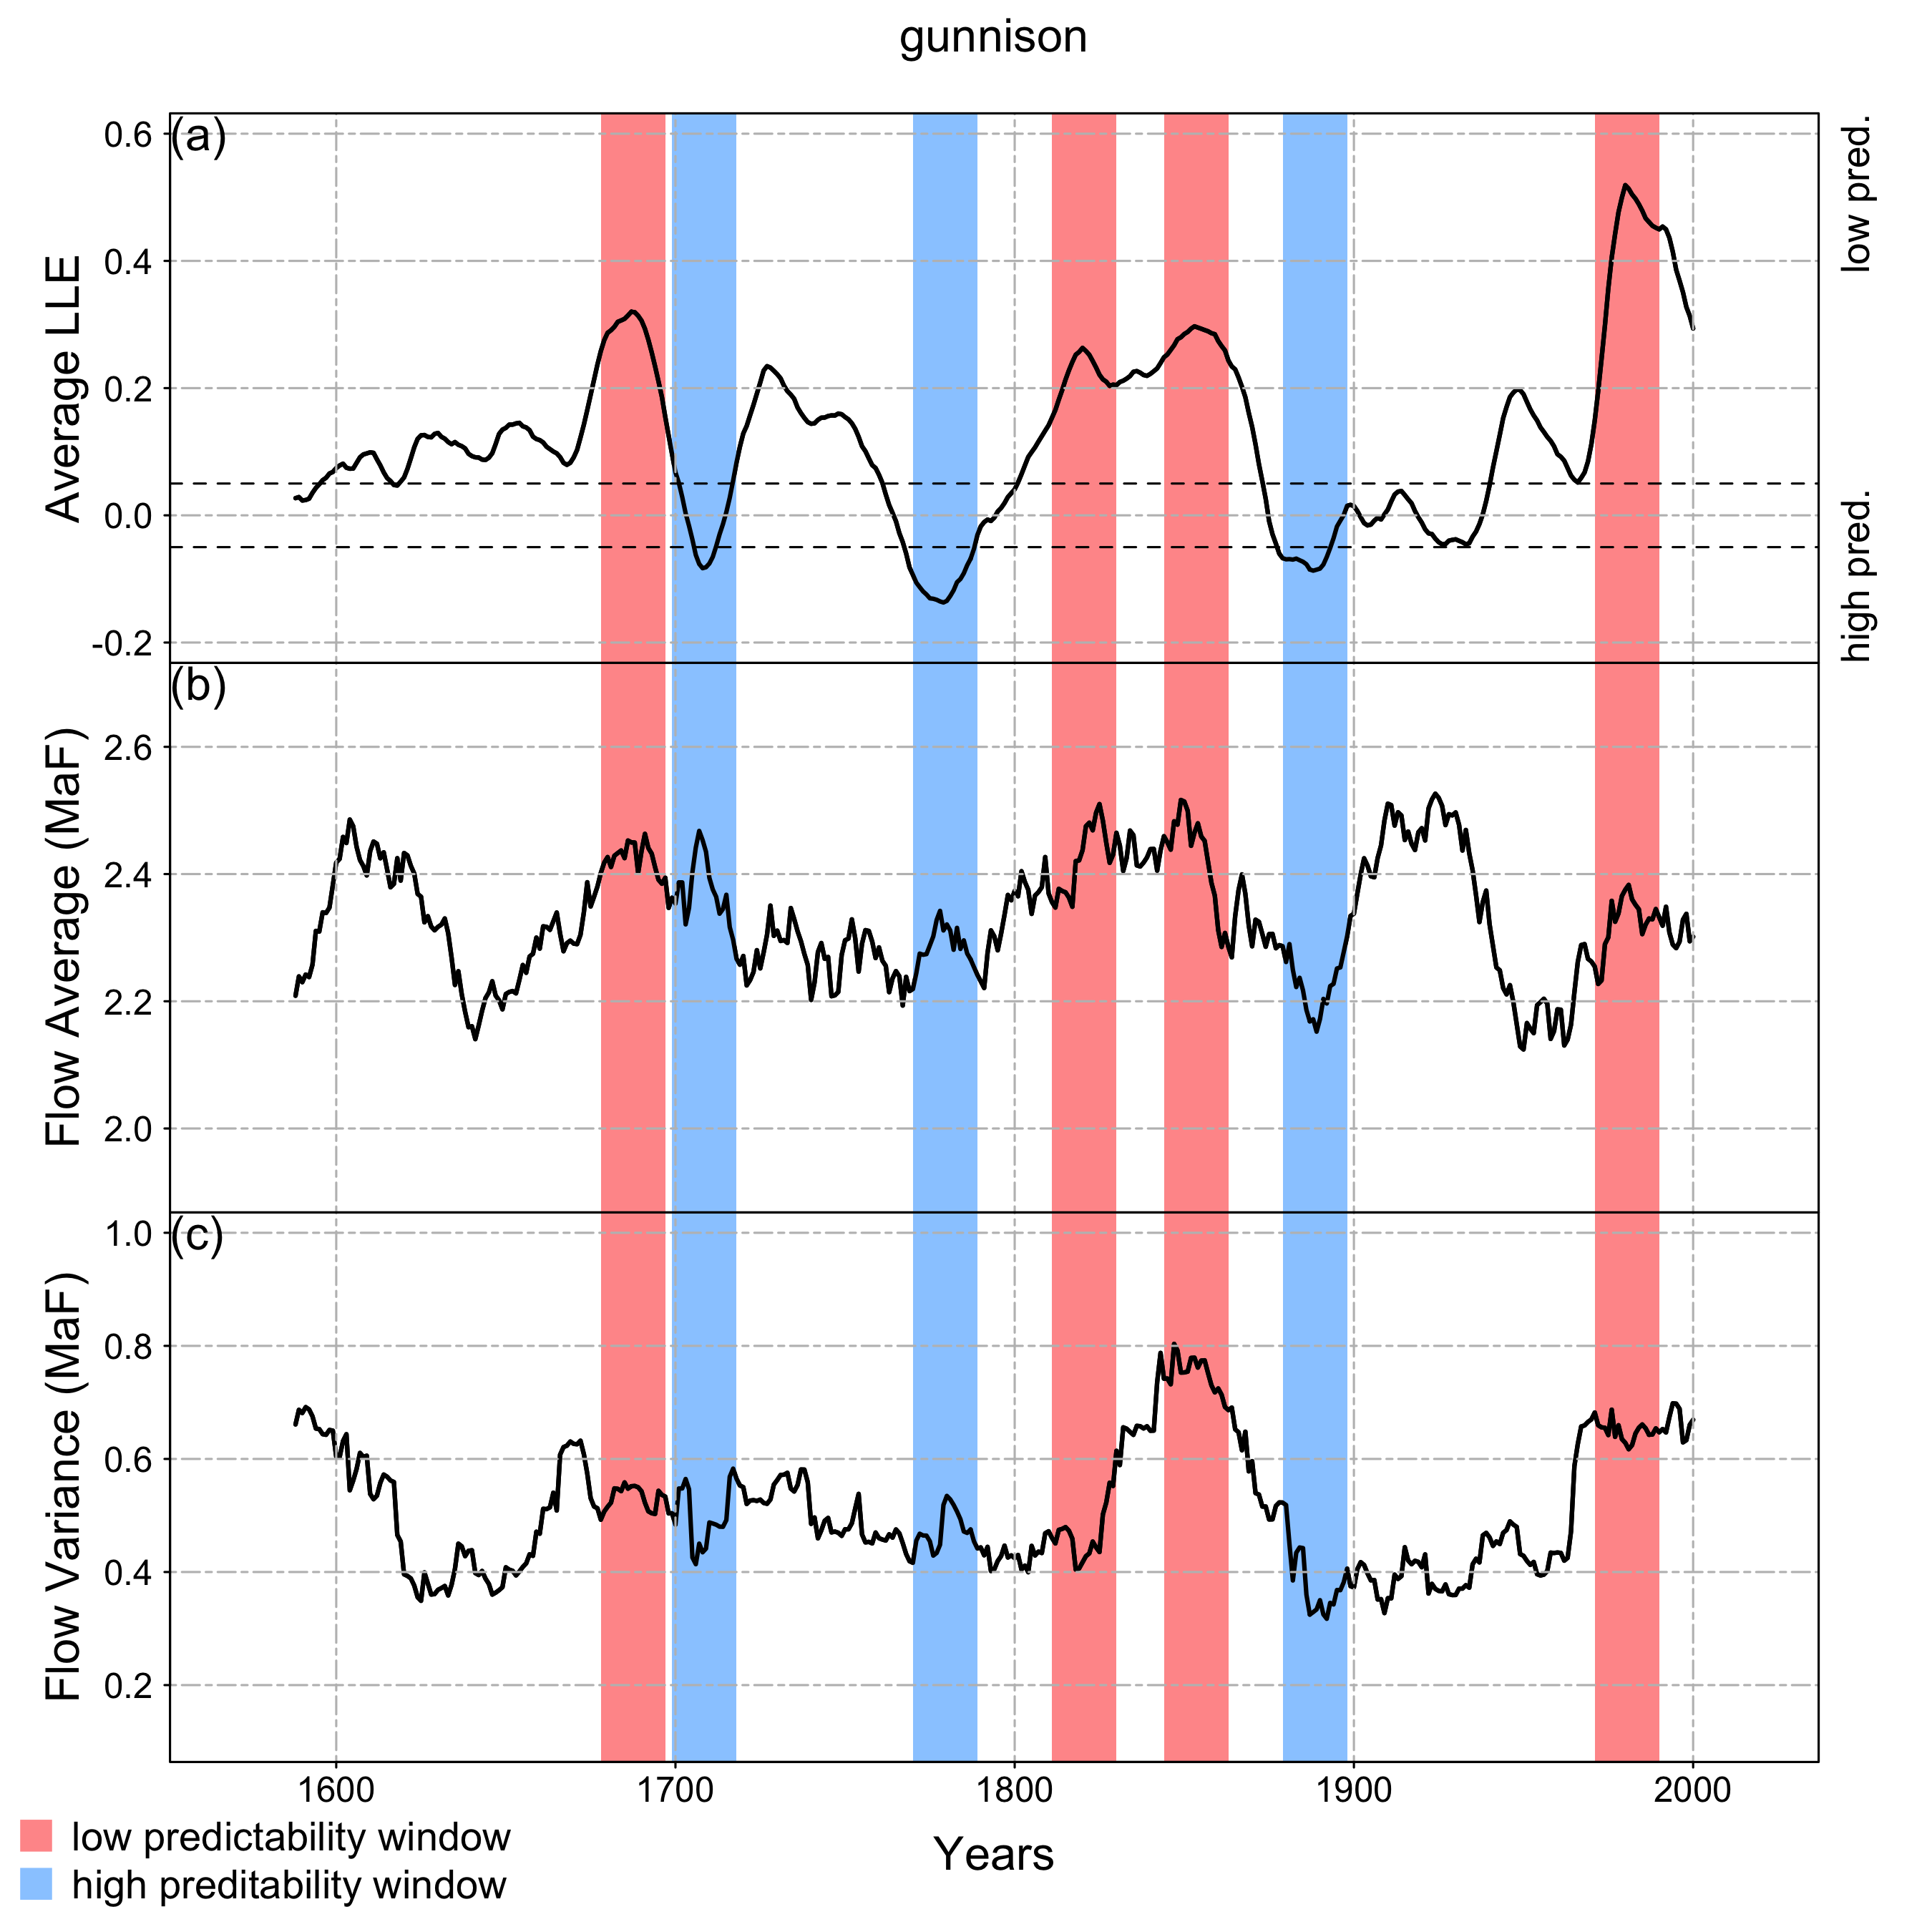 gunnison
(a)
0.6
0.4
0.2
0.0
-0.2
Average LLE
low pred.
high pred.
(b)
2.6
2.4
2.2
2.0
Flow Average (MaF)
(c)
1.0
0.8
0.6
0.4
0.2
Flow Variance (MaF)
1600 1700 1800 1900 2000
Years
low predictability window
high preditability window